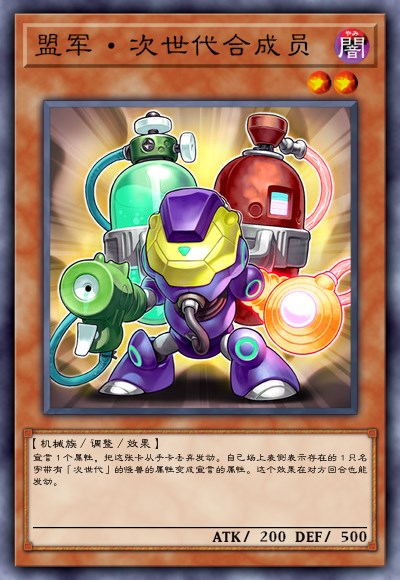 盟军·次世代合成员
やみ
闇
【机械族/调整/效果】
宣言1个属性，把这张卡从手卡丢弃发动。自己场上表侧表示存在的1只名
字带有「次世代」的怪兽的属性变成宣言的属性。这个效果在对方回合也能
发动。
ATK/ 200 DEF/ 500